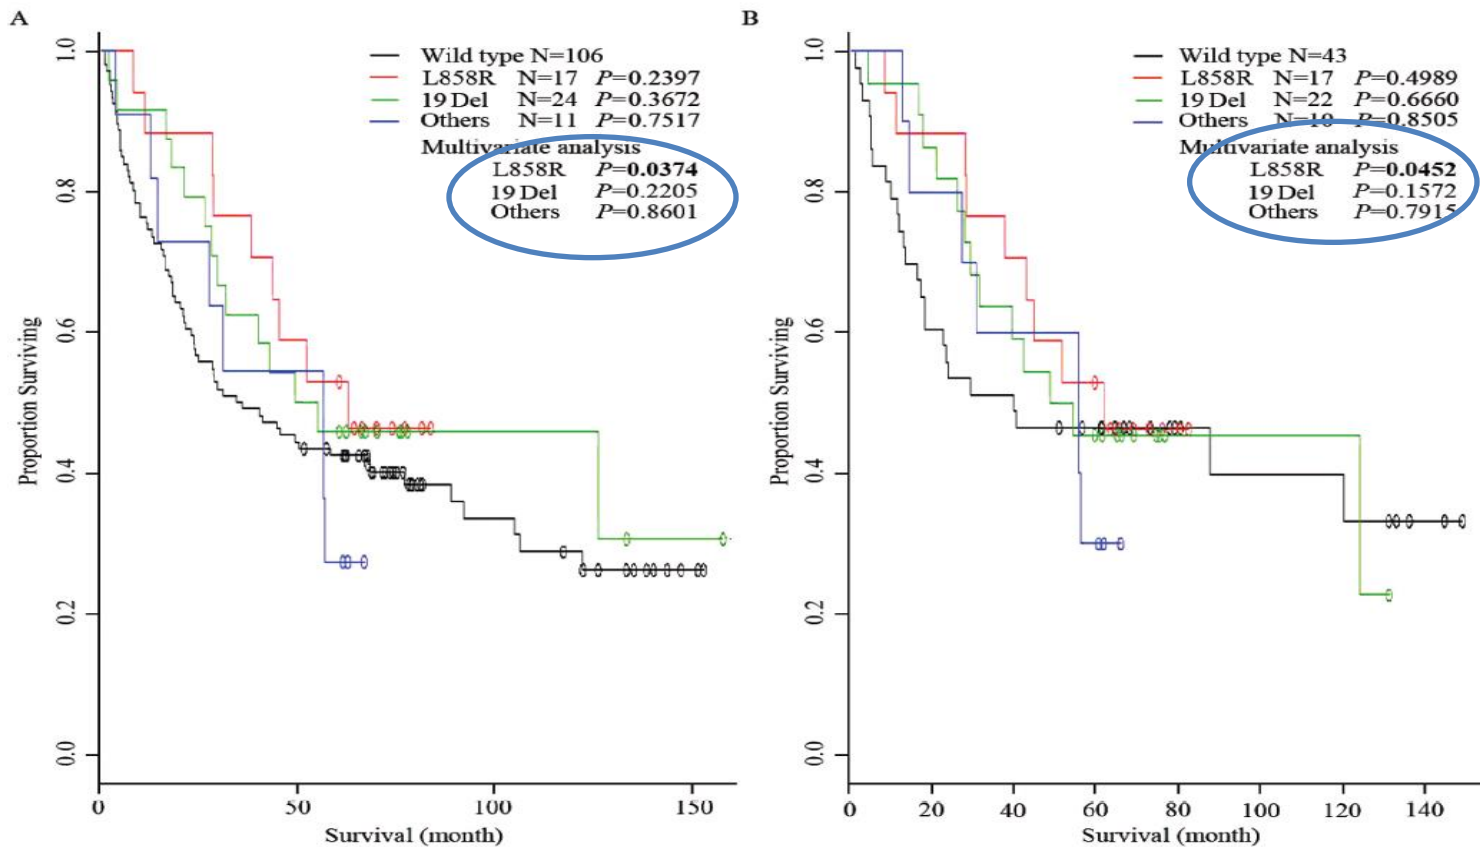 A
Wild type N=106
L858R N=17 P=0.2397
19 Del N=24 P=0.3672
Others N=11 P=0.7517
Multivariate analysis
L858R P=0.0374
19 Del P=0.2205
Others P=0.8601
Proportion Surviving
1.0
0.8
0.6
0.4
0.2
0.0
0 50 100 150
Survival (month)
B
Wild type N=43
L858R N=17 P=0.4989
19 Del N=22 P=0.6660
Others N=10 P=0.8505
Multivariate analysis
L858R P=0.0452
19 Del P=0.1572
Others P=0.7915
Proportion Surviving
1.0
0.8
0.6
0.4
0.2
0.0
0 20 40 60 80 100 120 140
Survival (month)